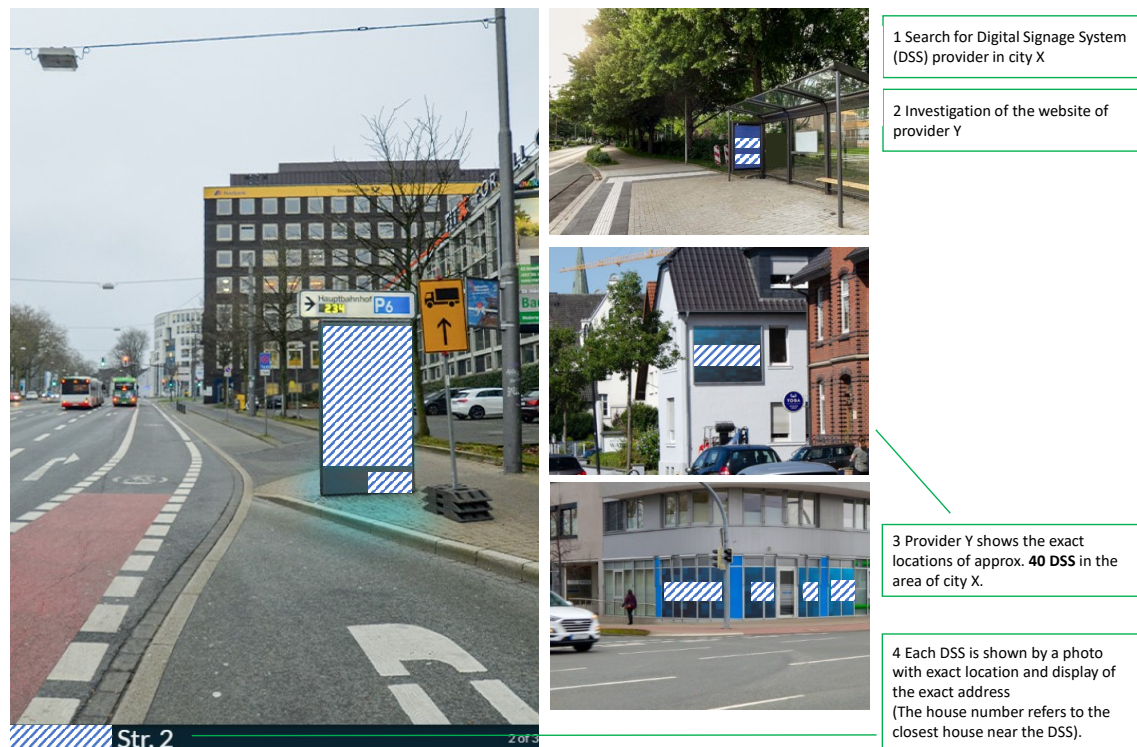 1 Search for Digital Signage System
(DSS) provider in city X
2 Investigation of the website of
provider Y
Hauptbahnhof
234
P6
YOGA
3 Provider Y shows the exact
locations of approx. 40 DSS in the
area of city X.
4 Each DSS is shown by a photo
with exact location and display of
the exact address
(The house number refers to the
closest house near the DSS).
Str. 2
2 of 3